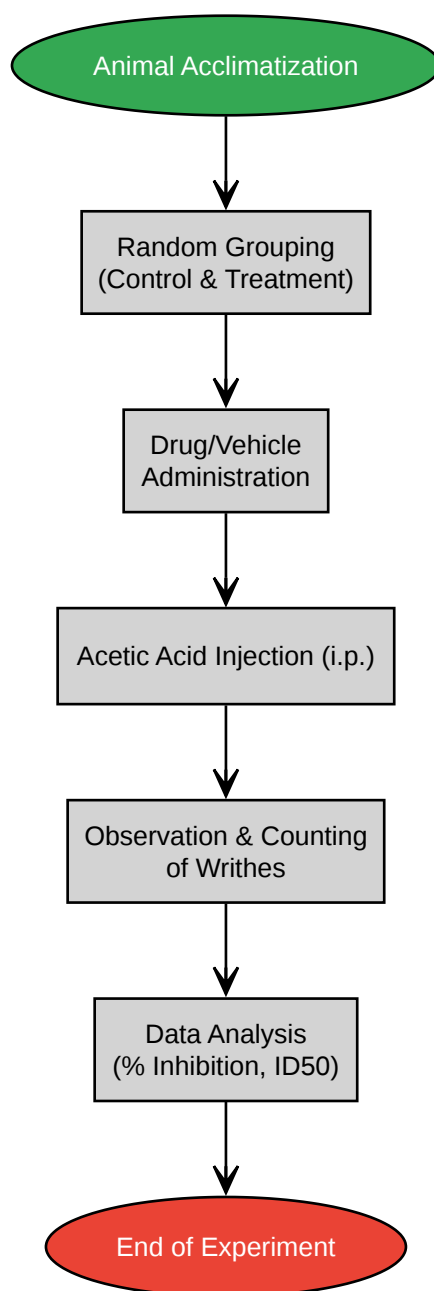 Animal Acclimatization
Random Grouping
(Control & Treatment)
Drug/Vehicle
Administration
Acetic Acid Injection (i.p.)
Observation & Counting
of Writhes
Data Analysis
(% Inhibition, ID50)
End of Experiment